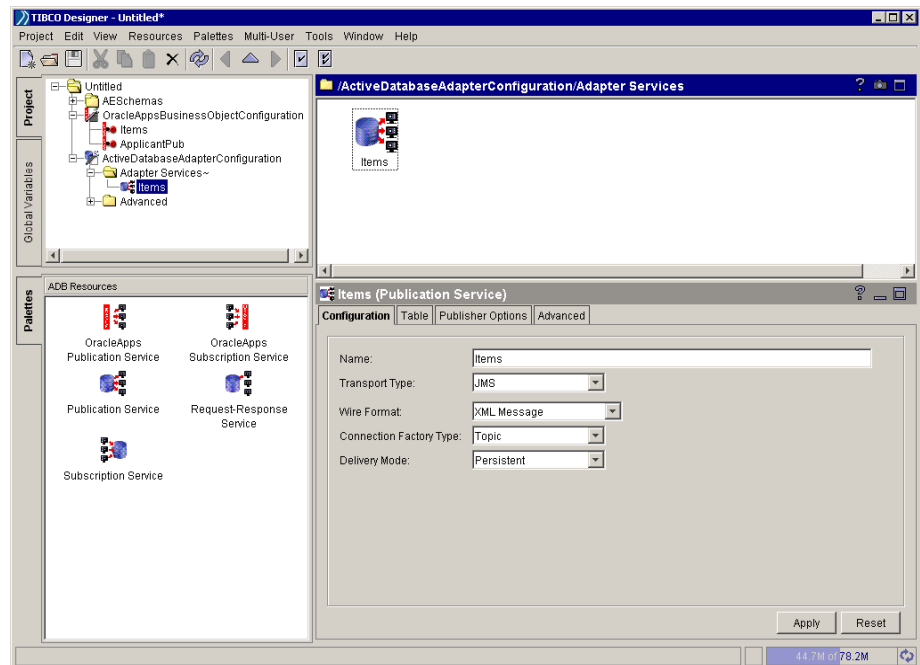 TIBCO Designer - Untitled*
Project Edit View Resources Palettes Multi-User Tools Window Help
Project
Global Variables
Untitled
AESchemas
OracleAppsBusinessObjectConfiguration
Items
ApplicantPub
ActiveDatabaseAdapterConfiguration
Adapter Services~
Items
Advanced
/ActiveDatabaseAdapterConfiguration/Adapter Services
Items
Palettes
ADB Resources
OracleApps
Publication Service
OracleApps
Subscription Service
Publication Service
Request-Response
Service
Subscription Service
Items (Publication Service)
Configuration Table Publisher Options Advanced
Name: Items
Transport Type: JMS
Wire Format: XML Message
Connection Factory Type: Topic
Delivery Mode: Persistent
Apply Reset
44.7M of 78.2M